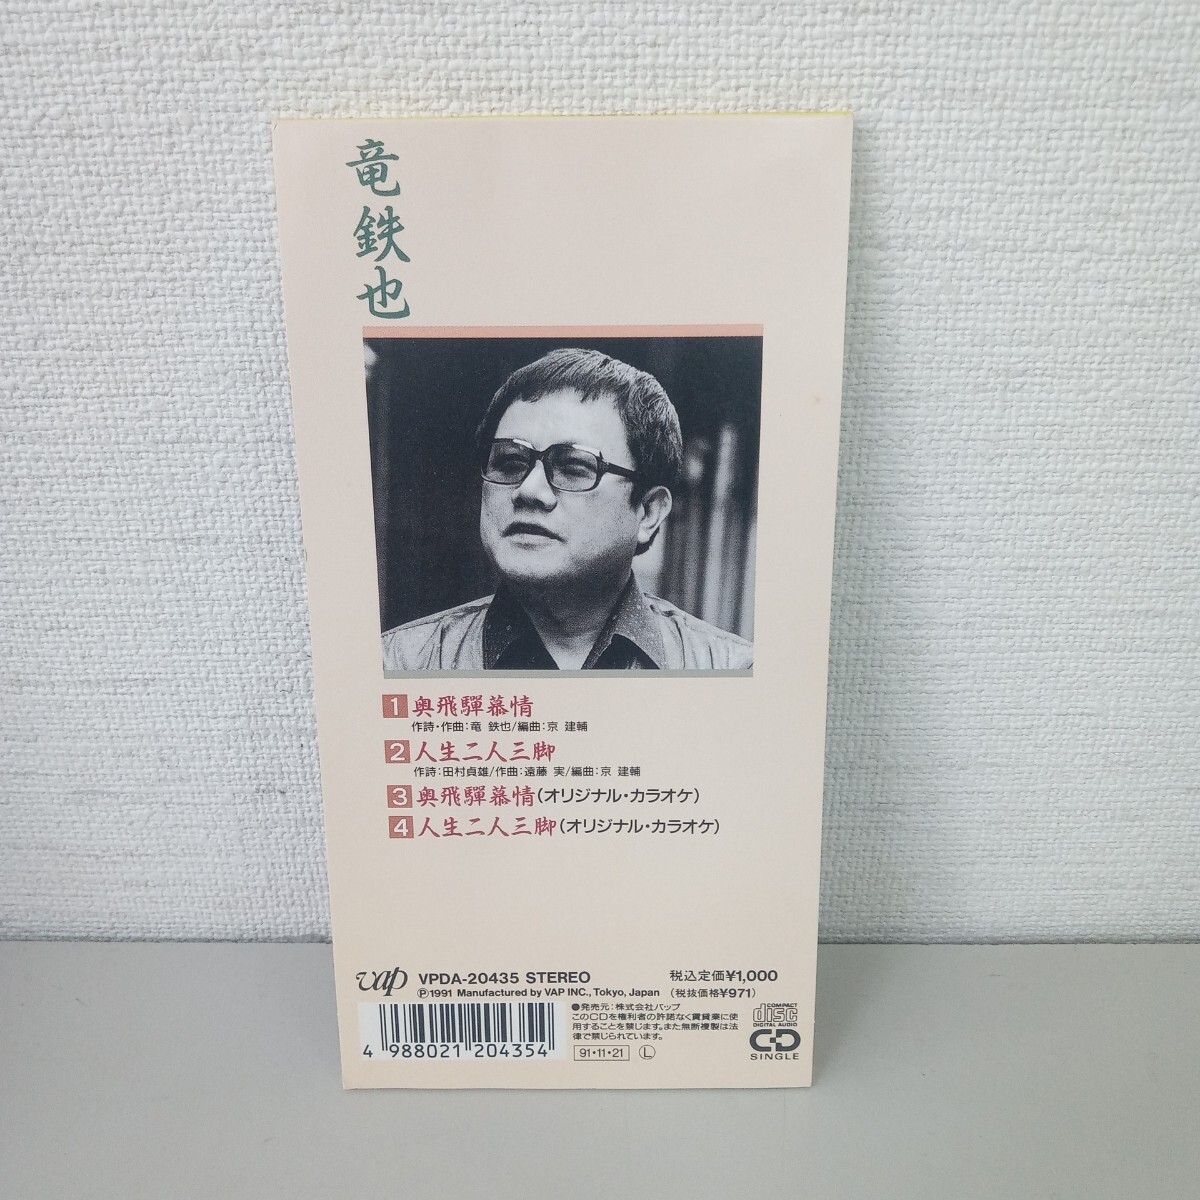 竜鉄也
1 奥飛騨慕情
作詩・作曲:竜 鉄也/編曲:京 建輔
2 人生二人三脚
作詩:田村貞雄/作曲:遠藤 実/編曲:京 建輔
3 奥飛騨慕情(オリジナル・カラオケ)
4 人生二人三脚(オリジナル・カラオケ)
vap VPDA-20435 STEREO
Ⓟ1991 Manufactured by VAP INC., Tokyo, Japan
税込定価¥1,000
(税抜価格¥971)
4 988021 204354
●発売元:株式会社バップ
このCDを権利者の許諾なく賃貸業に使
用することを禁じます。また無断複製は法
律で禁じられています。
91・11・21 Ⓛ
COMPACT
disc
DIGITAL AUDIO
CD
SINGLE